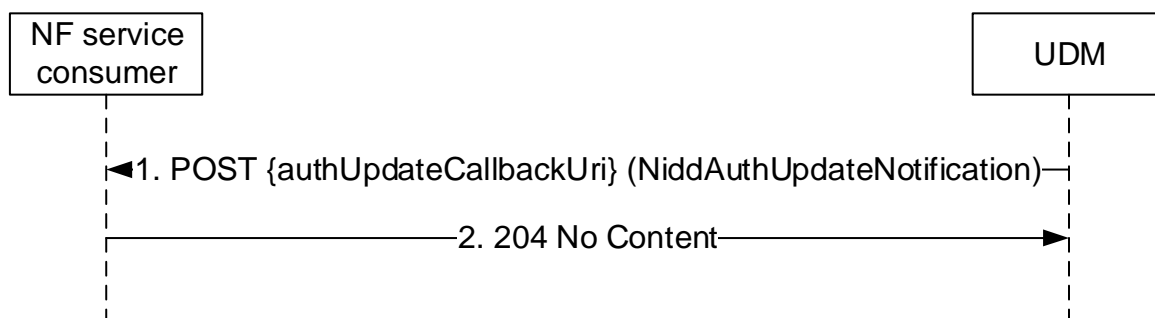 NF service
consumer
UDM
1. POST {authUpdateCallbackUri} (NiddAuthUpdateNotification)
2. 204 No Content